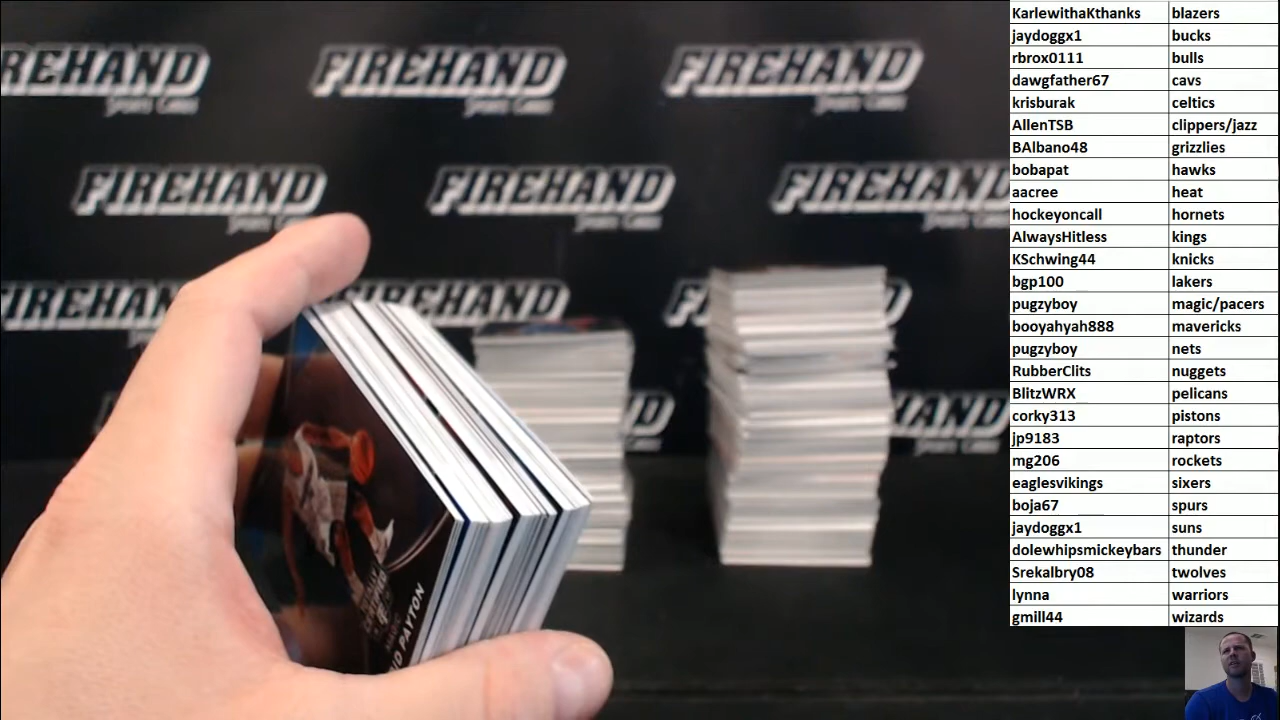 REHAND
FIREHAND
FIREHAND
FIREHAND
FIREHAND
FIREHAN
FIREHAND
FIREHAND
ID PAYTON
KarlewithaKthanks blazers
jaydoggx1 bucks
rbrox0111 bulls
dawgfather67 cavs
krisburak celtics
AllenTSB clippers/jazz
BAlbano48 grizzlies
bobapat hawks
aacree heat
hockeyoncall hornets
AlwaysHitless kings
KSchwing44 knicks
bgp100 lakers
pugzyboy magic/pacers
booyahyah888 mavericks
pugzyboy nets
RubberClits nuggets
BlitzWRX pelicans
corky313 pistons
jp9183 raptors
mg206 rockets
eaglesvikings sixers
boja67 spurs
jaydoggx1 suns
dolewhipsmickeybars thunder
Srekalbry08 twolves
lynna warriors
gmill44 wizards